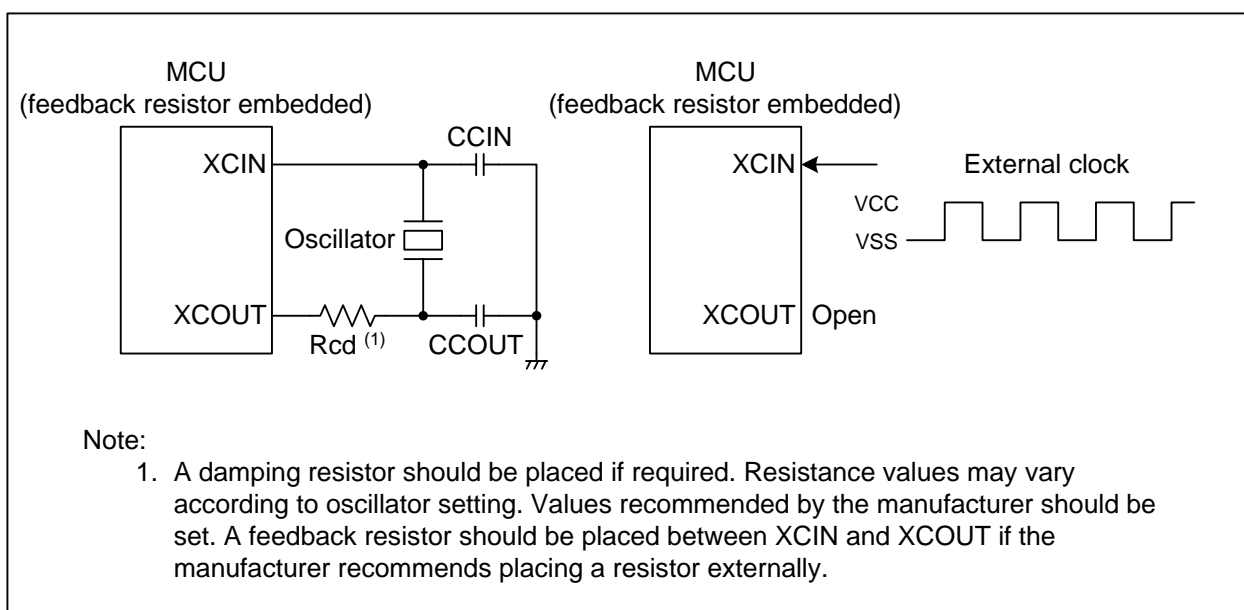 MCU
(feedback resistor embedded)
XCIN
CCIN
Oscillator
XCOUT
Rcd (1)
CCOUT
MCU
(feedback resistor embedded)
XCIN
External clock
VCC
VSS
XCOUT
Open
Note:
1. A damping resistor should be placed if required. Resistance values may vary
according to oscillator setting. Values recommended by the manufacturer should be
set. A feedback resistor should be placed between XCIN and XCOUT if the
manufacturer recommends placing a resistor externally.